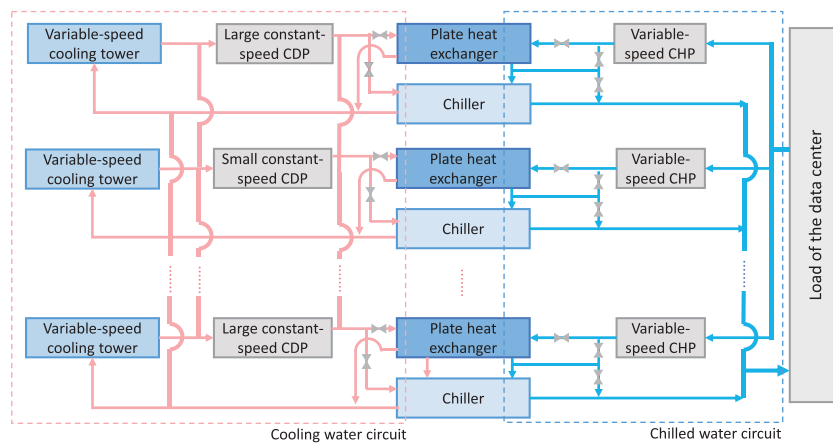 Variable-speed
cooling tower
Large constant-
speed CDP
Plate heat
exchanger
Variable-
speed CHP
Chiller
Variable-speed
cooling tower
Small constant-
speed CDP
Plate heat
exchanger
Variable-
speed CHP
Chiller
Variable-speed
cooling tower
Large constant-
speed CDP
Plate heat
exchanger
Variable-
speed CHP
Chiller
Load of the data center
Cooling water circuit
Chilled water circuit